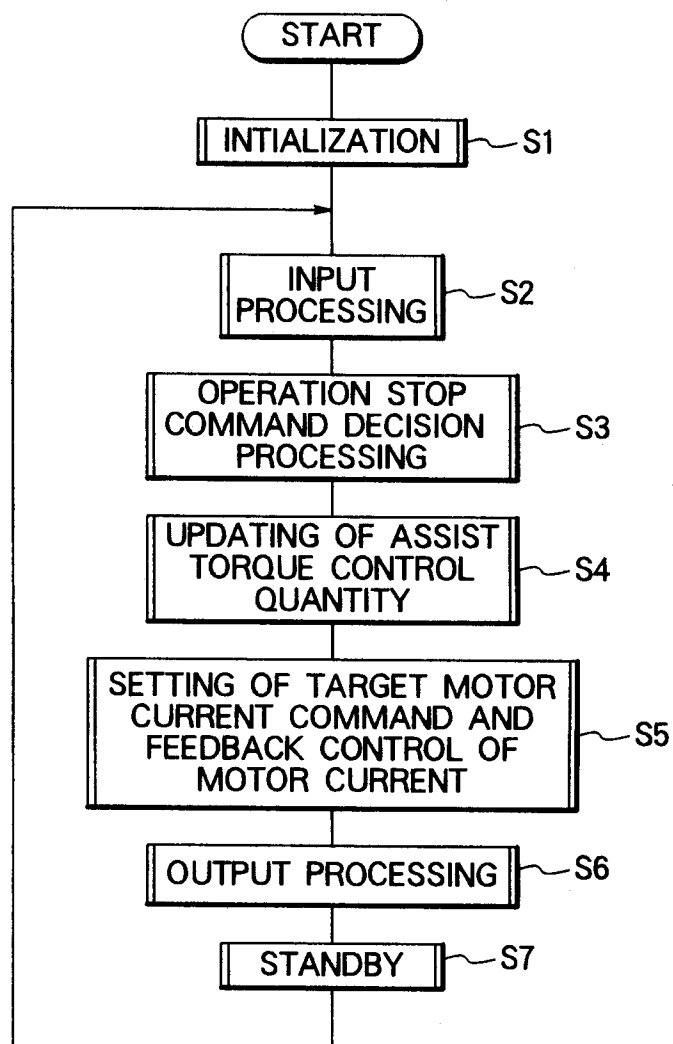 START
INTIALIZATION
S1
INPUT
PROCESSING
S2
OPERATION STOP
COMMAND DECISION
PROCESSING
S3
UPDATING OF ASSIST
TORQUE CONTROL
QUANTITY
S4
SETTING OF TARGET MOTOR
CURRENT COMMAND AND
FEEDBACK CONTROL OF
MOTOR CURRENT
S5
OUTPUT PROCESSING
S6
STANDBY
S7